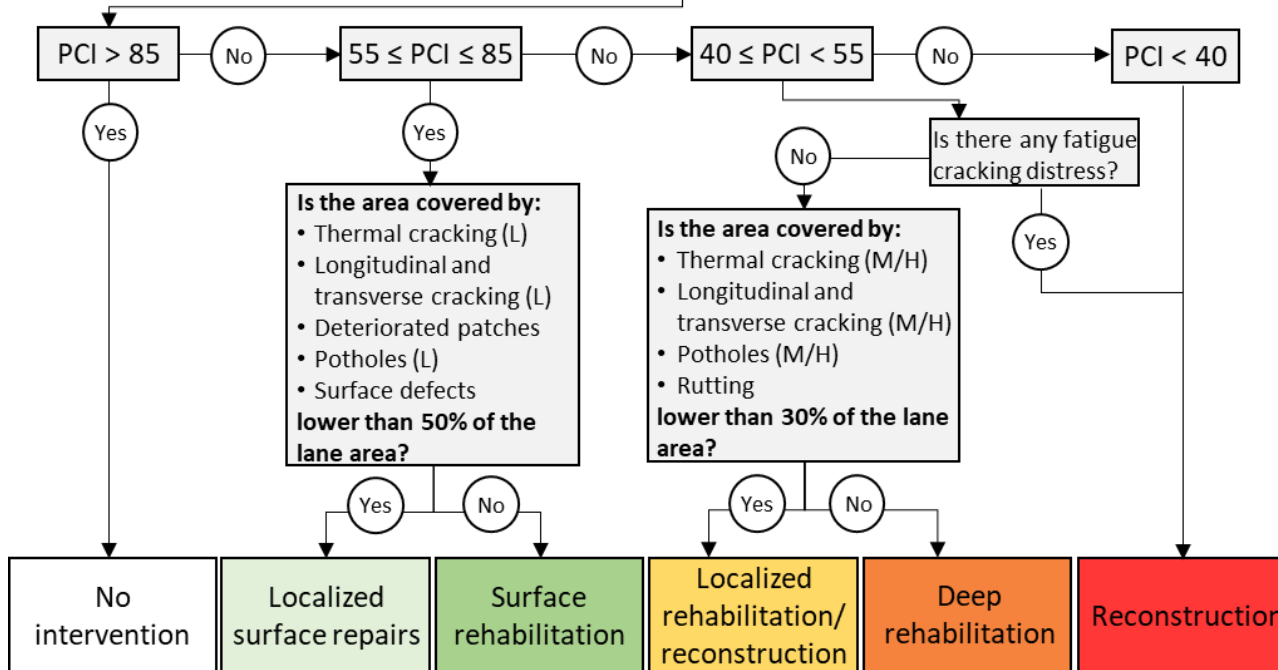 PCI > 85
No
55 ≤ PCI ≤ 85
No
40 ≤ PCI < 55
No
PCI < 40
Yes
Yes
Is there any fatigue
cracking distress?
No
Yes
Is the area covered by:
• Thermal cracking (L)
• Longitudinal and
transverse cracking (L)
• Deteriorated patches
• Potholes (L)
• Surface defects
lower than 50% of the
lane area?
Is the area covered by:
• Thermal cracking (M/H)
• Longitudinal and
transverse cracking (M/H)
• Potholes (M/H)
• Rutting
lower than 30% of the lane
area?
Yes
No
Yes
No
No
intervention
Localized
surface repairs
Surface
rehabilitation
Localized
rehabilitation/
reconstruction
Deep
rehabilitation
Reconstruction